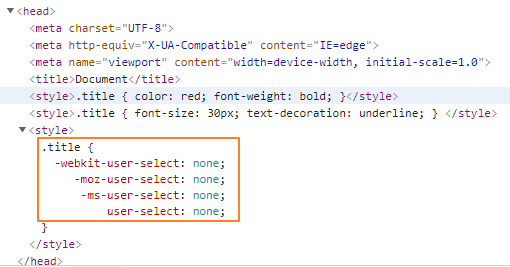 ▼<head>
<meta charset="UTF-8">
<meta http-equiv="X-UA-Compatible" content="IE=edge">
<meta name="viewport" content="width=device-width, initial-scale=1.0">
<title>Document</title>
<style>.title { color: red; font-weight: bold; }</style>
<style>.title { font-size: 30px; text-decoration: underline; } </style>
▼<style>
.title {
-webkit-user-select: none;
-moz-user-select: none;
-ms-user-select: none;
user-select: none;
}
</style>
</head>